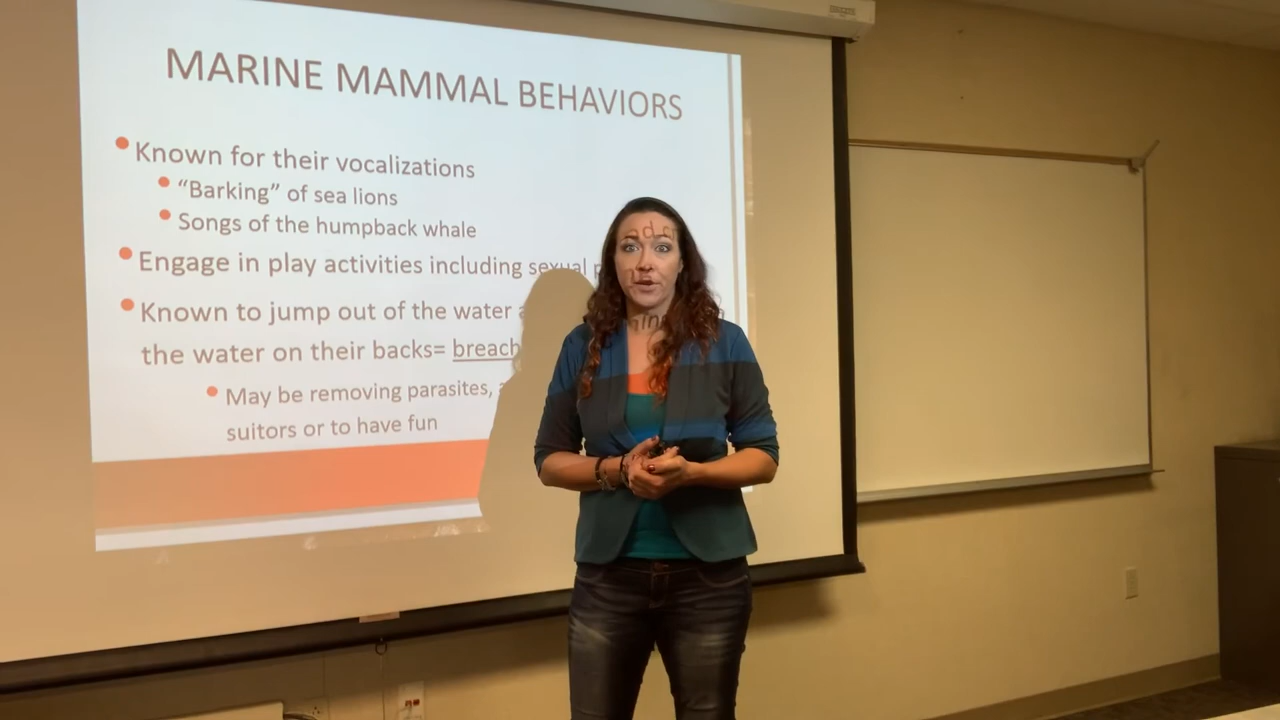 MARINE MAMMAL BEHAVIORS
Known for their vocalizations
"Barking" of sea lions
Songs of the humpback whale
Engage in play activities including sexual
Known to jump out of the water
the water on their backs= breach
May be removing parasites,
suitors or to have fun